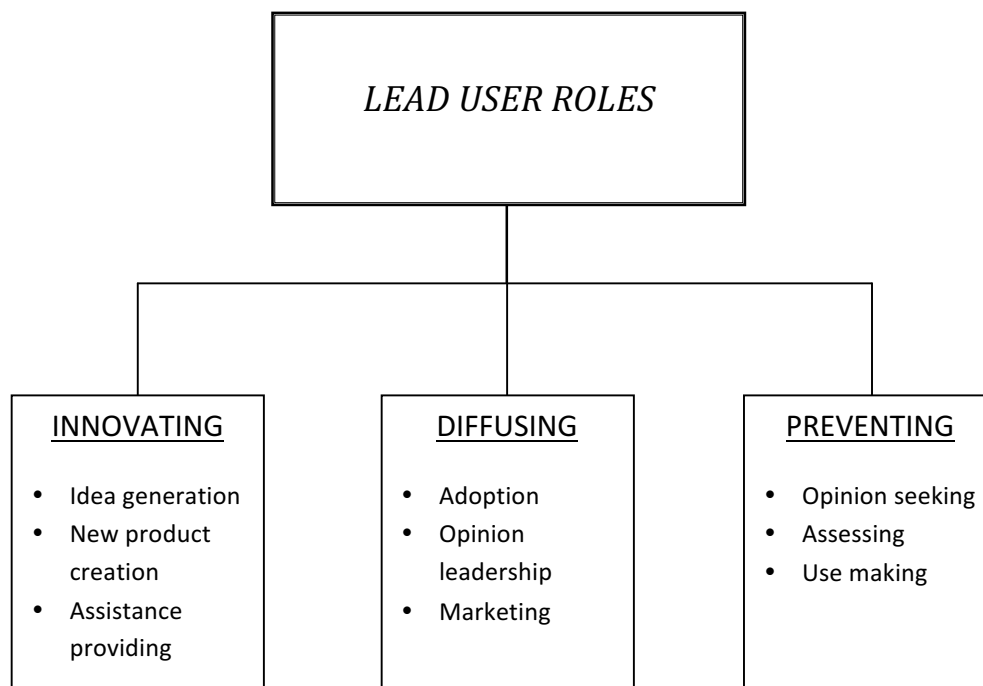 LEAD USER ROLES
INNOVATING
• Idea generation
• New product
creation
• Assistance
providing
DIFFUSING
• Adoption
• Opinion
leadership
• Marketing
PREVENTING
• Opinion seeking
• Assessing
• Use making